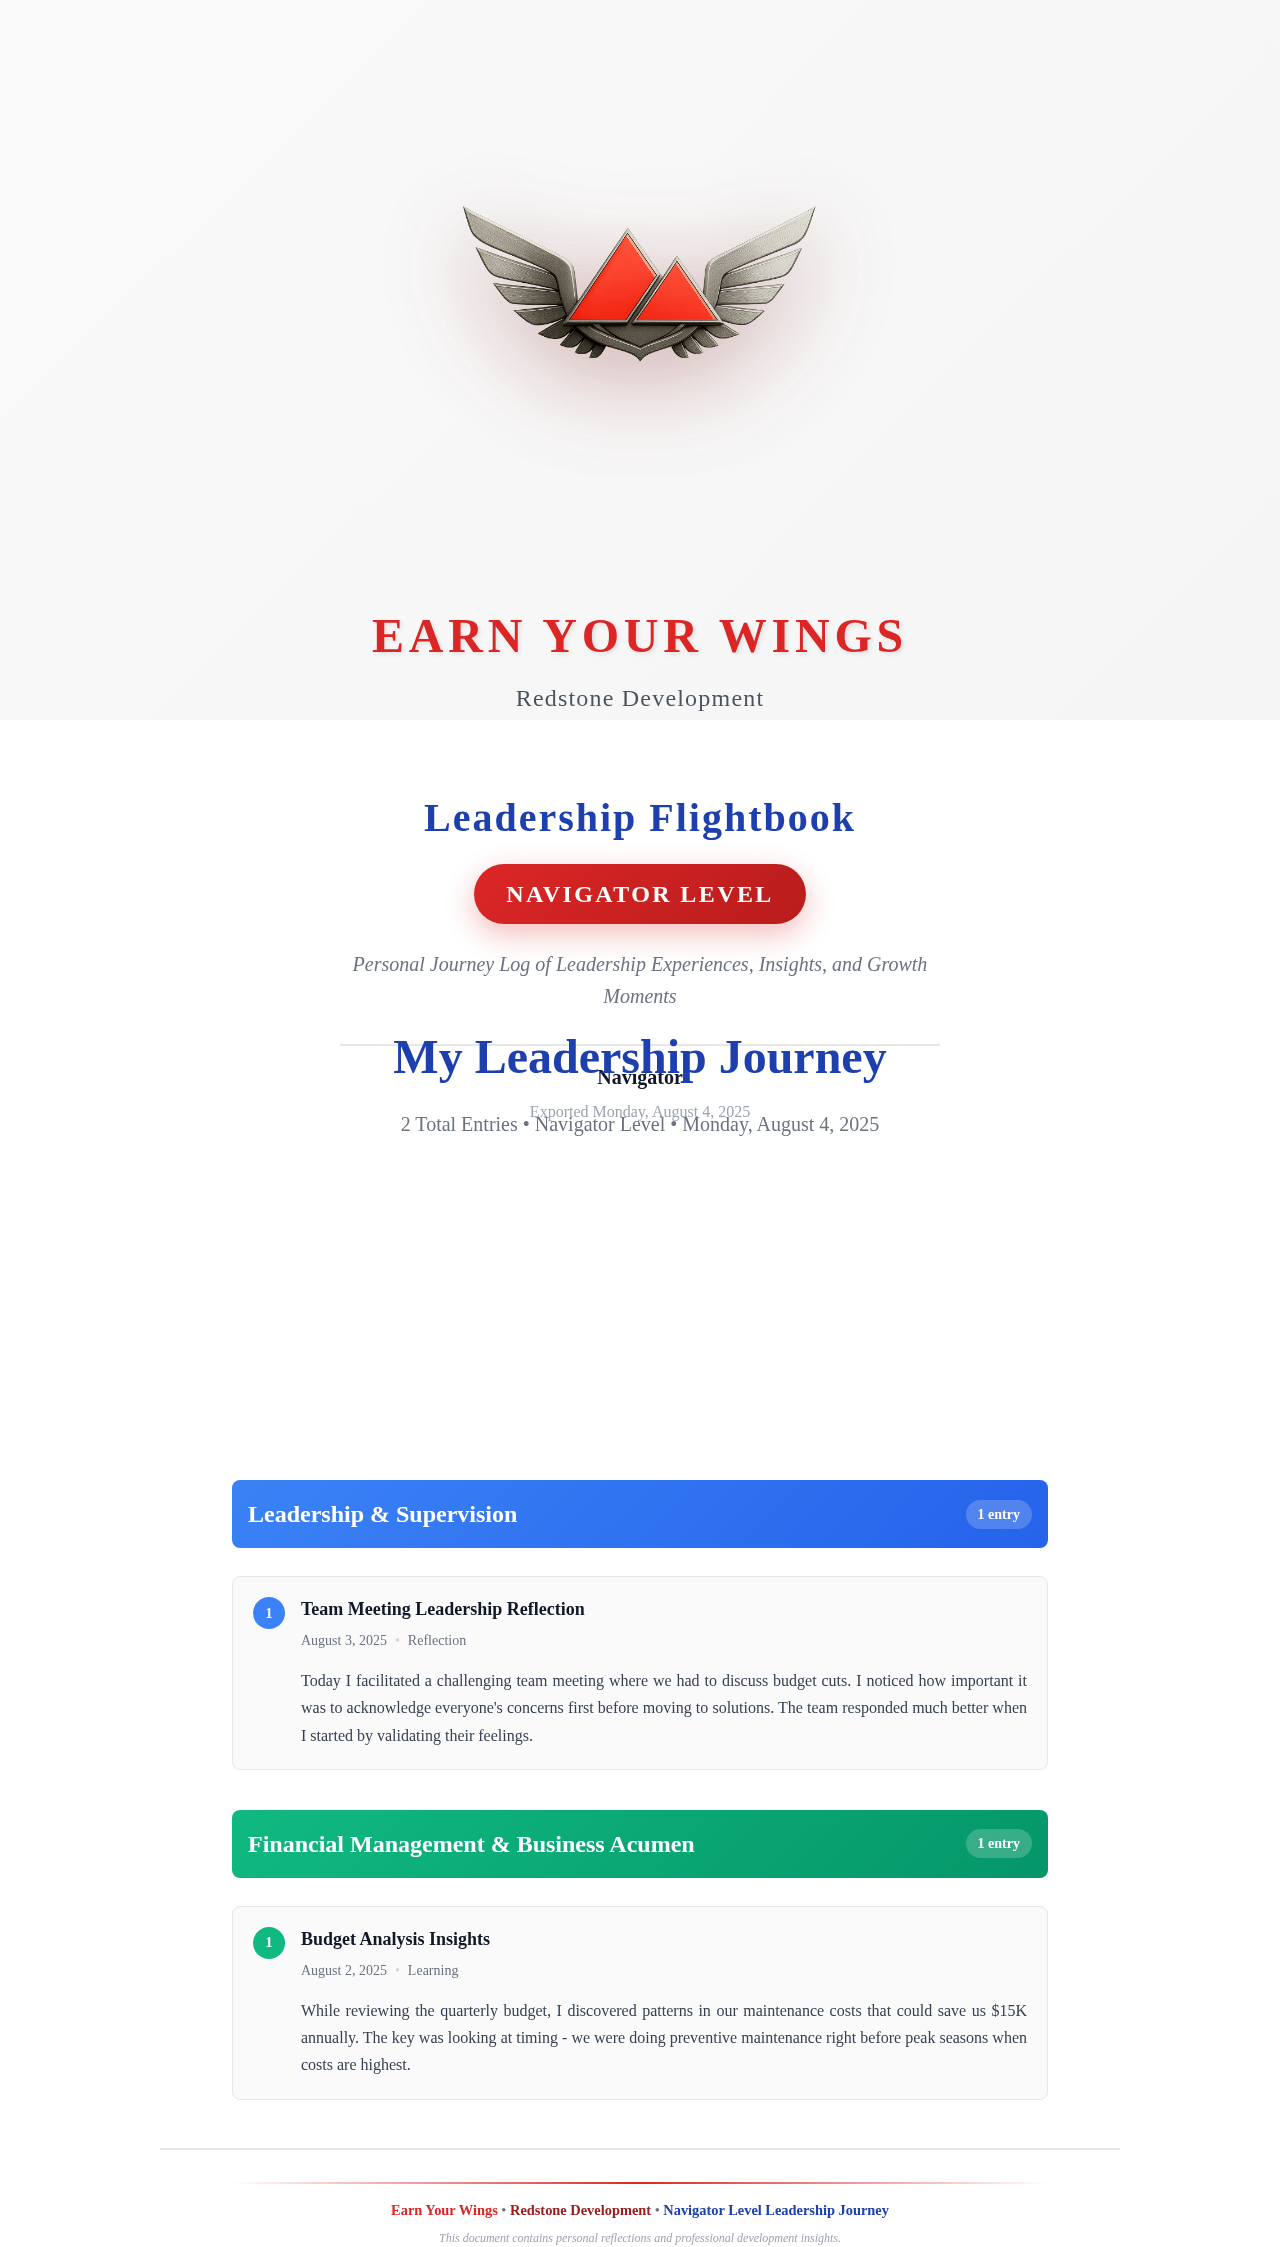 EARN YOUR WINGS
Redstone Development
Leadership Flightbook
NAVIGATOR LEVEL
Personal Journey Log of Leadership Experiences, Insights, and Growth
Moments
My Leadership Journey
Navigator
Exported Monday, August 4, 2025
2 Total Entries • Navigator Level • Monday, August 4, 2025
Leadership & Supervision
1 entry
1
Team Meeting Leadership Reflection
August 3, 2025 • Reflection
Today I facilitated a challenging team meeting where we had to discuss budget cuts. I noticed how important it
was to acknowledge everyone's concerns first before moving to solutions. The team responded much better when
I started by validating their feelings.
Financial Management & Business Acumen
1 entry
1
Budget Analysis Insights
August 2, 2025 • Learning
While reviewing the quarterly budget, I discovered patterns in our maintenance costs that could save us $15K
annually. The key was looking at timing - we were doing preventive maintenance right before peak seasons when
costs are highest.
Earn Your Wings • Redstone Development • Navigator Level Leadership Journey
This document contains personal reflections and professional development insights.